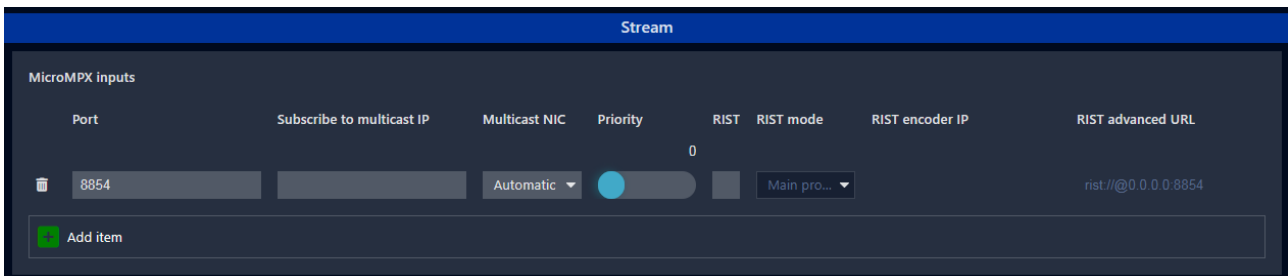 Stream
MicroMPX inputs
Port Subscribe to multicast IP Multicast NIC Priority RIST RIST mode RIST encoder IP RIST advanced URL
0
8854 Automatic Main pro... rist://@0.0.0.0:8854
Add item